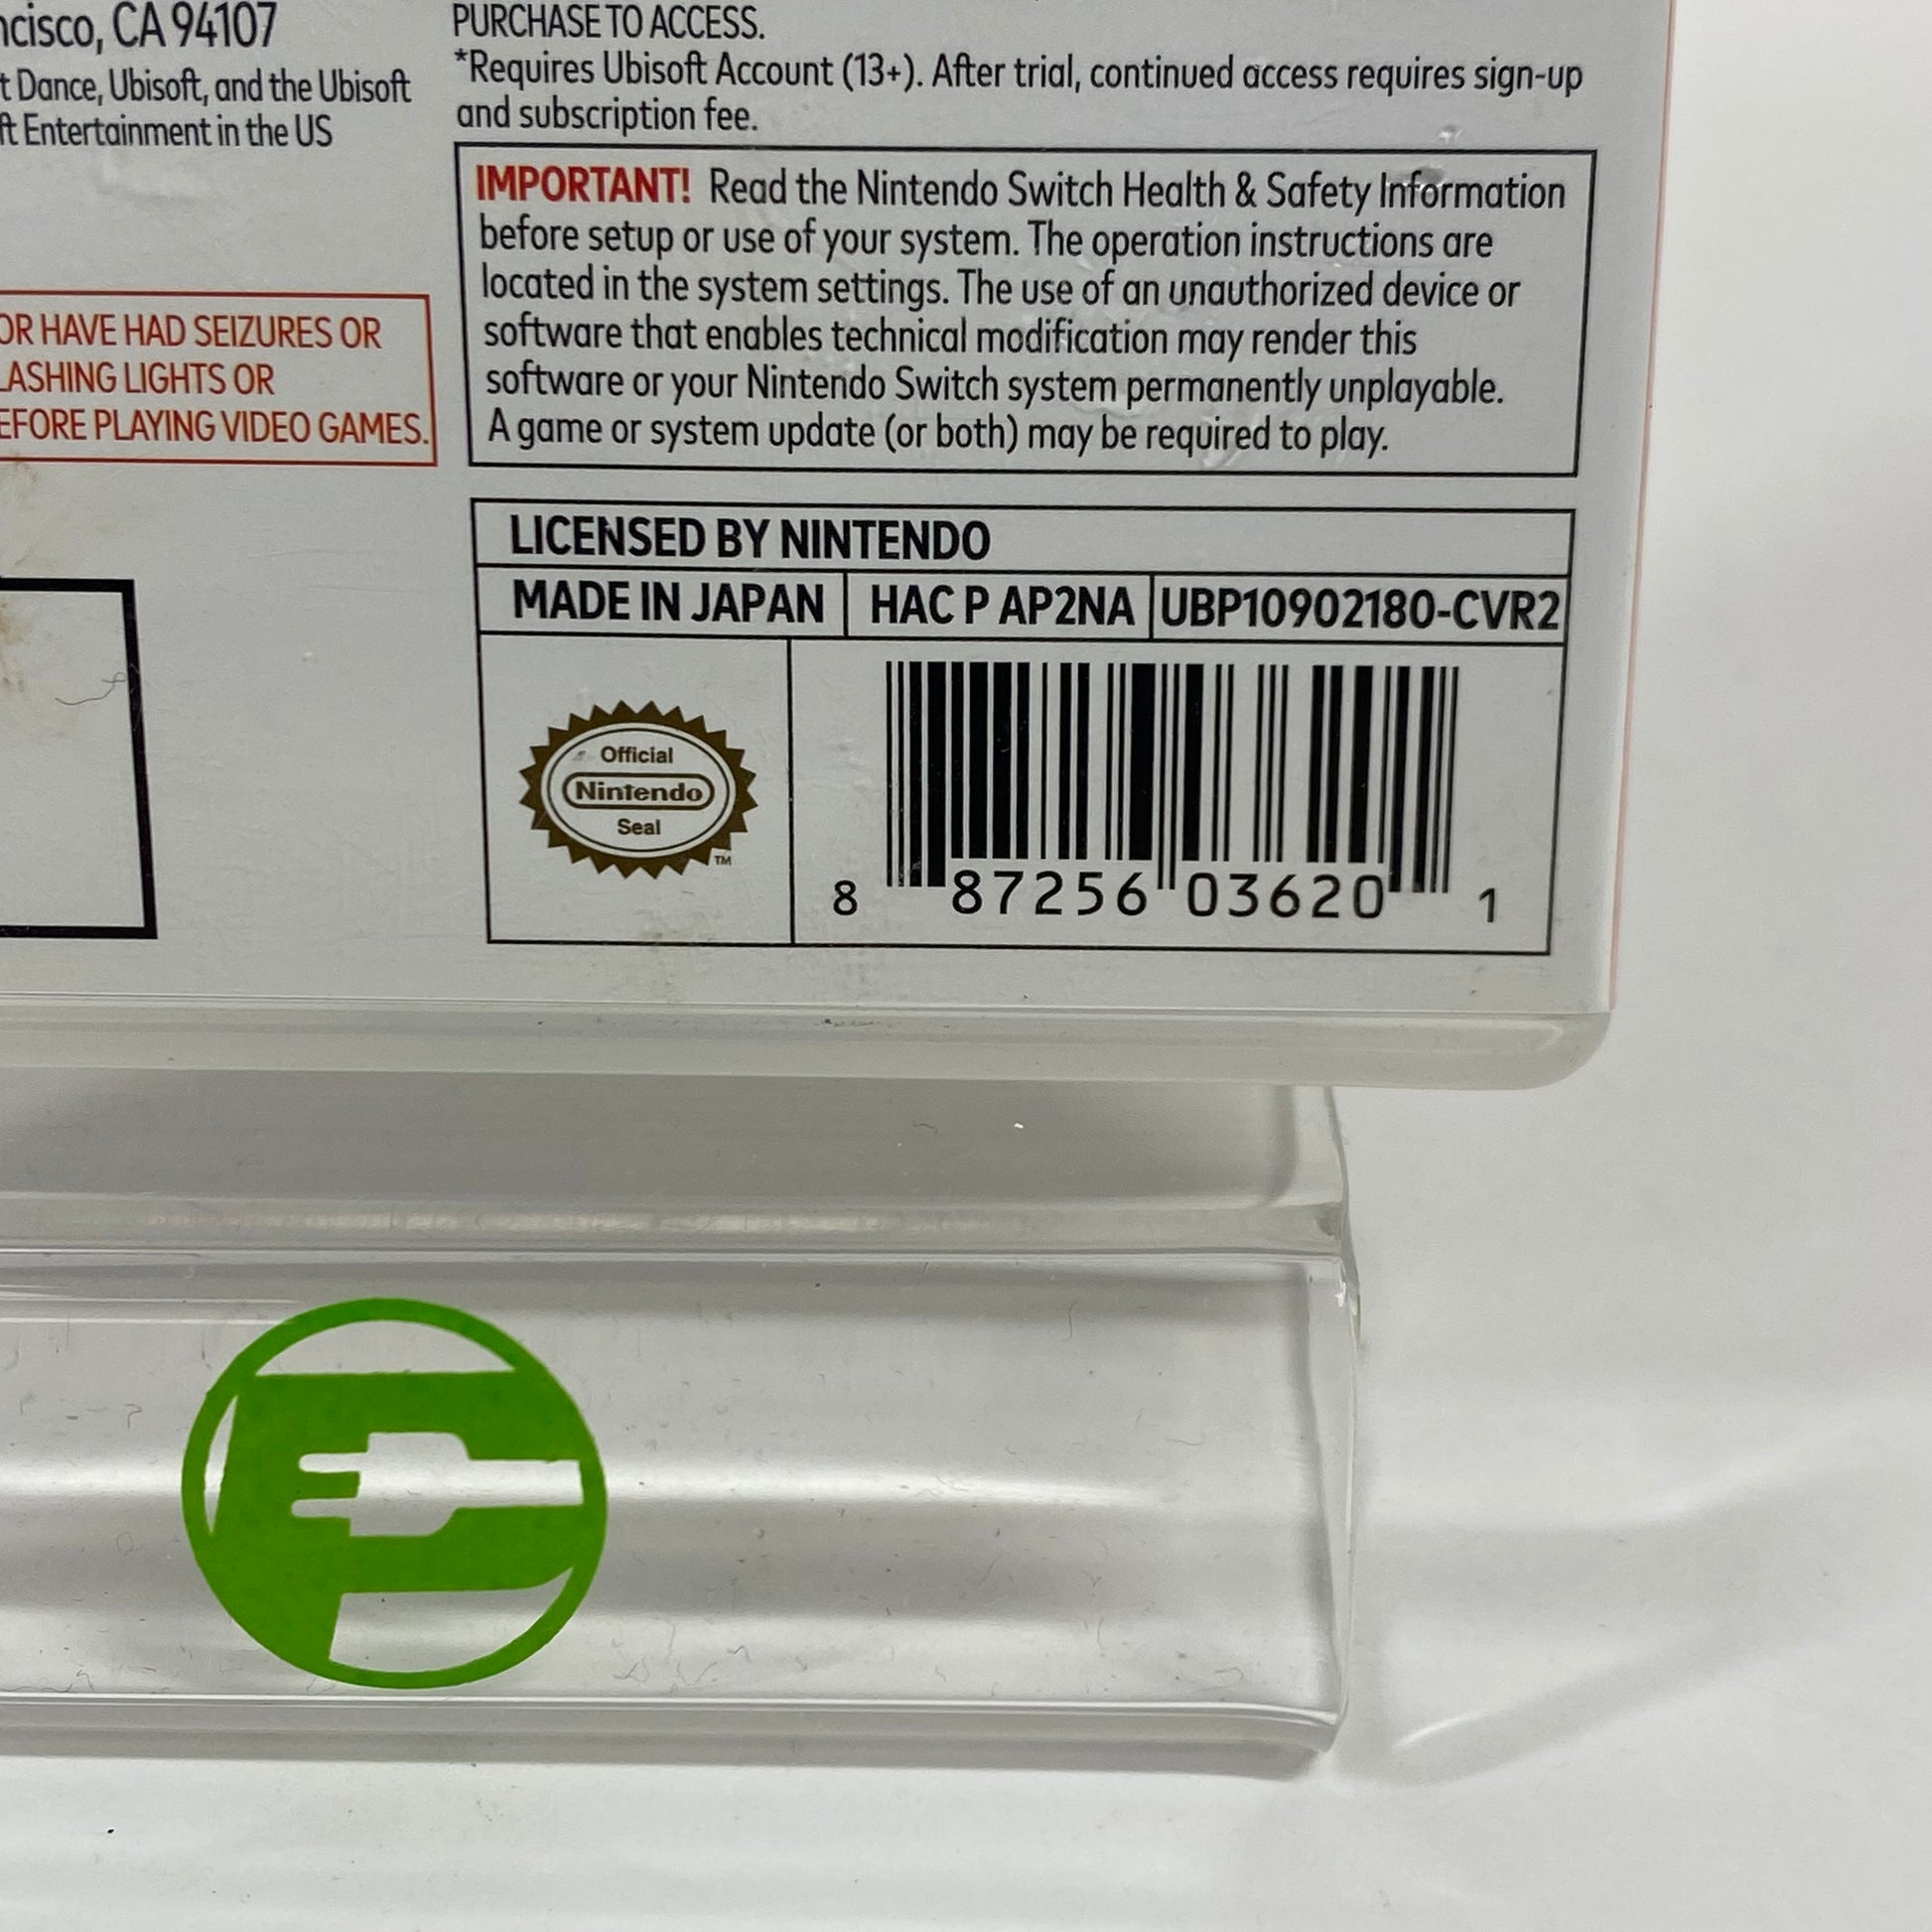 ncisco, CA 94107
t Dance, Ubisoft, and the Ubisoft
ft Entertainment in the US
OR HAVE HAD SEIZURES OR
LASHING LIGHTS OR
EFORE PLAYING VIDEO GAMES.
PURCHASE TO ACCESS.
*Requires Ubisoft Account (13+). After trial, continued access requires sign-up
and subscription fee.
IMPORTANT! Read the Nintendo Switch Health & Safety Information
before setup or use of your system. The operation instructions are
located in the system settings. The use of an unauthorized device or
software that enables technical modification may render this
software or your Nintendo Switch system permanently unplayable.
A game or system update (or both) may be required to play.
LICENSED BY NINTENDO
MADE IN JAPAN HAC P AP2NA UBP10902180-CVR2
Official
Nintendo
Seal
TM
8 87256 03620 1